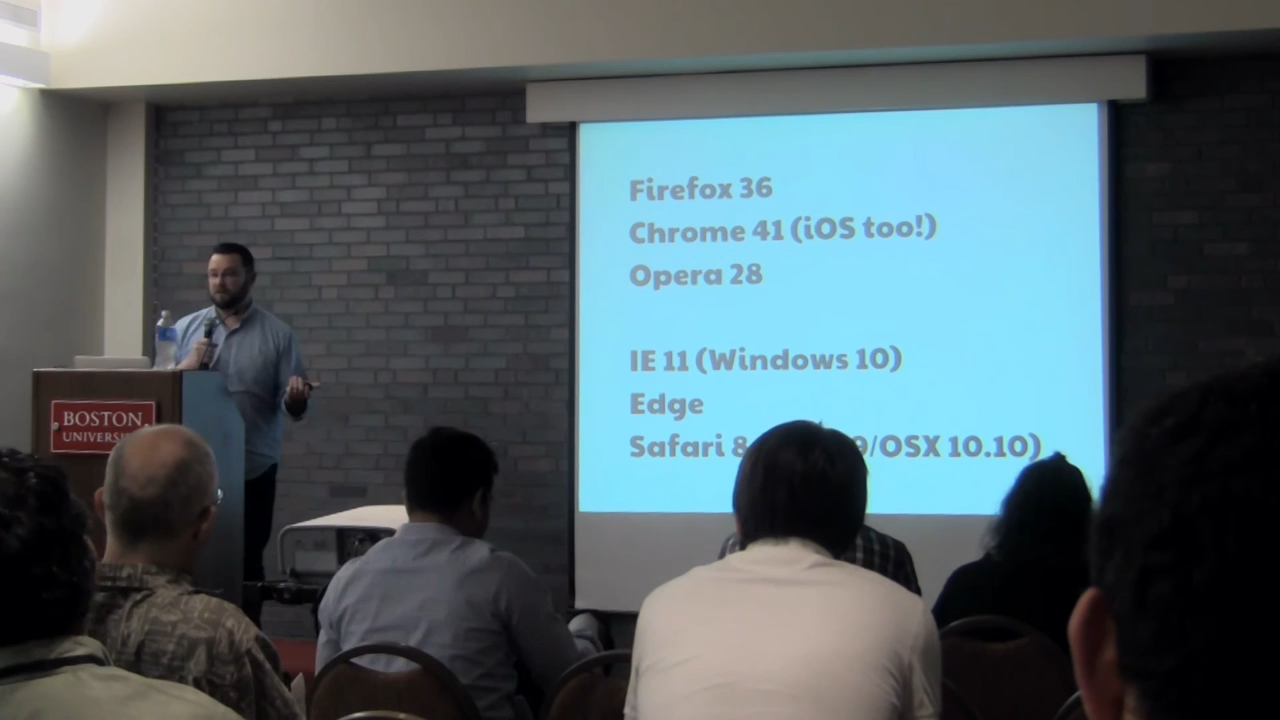 Firefox 36
Chrome 41 (iOS too!)
Opera 28
IE 11 (Windows 10)
Edge
Safari 8 /OSX 10.10)
BOSTON